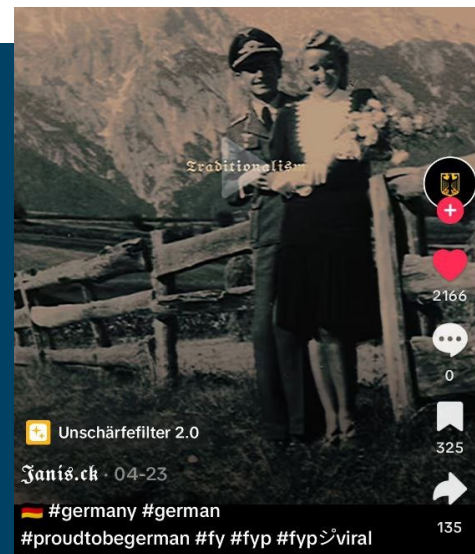 Traditionalism
2166
0
325
135
Unschärfefilter 2.0
Janis.ck · 04-23
🇩🇪 #germany #german
#proudtobegerman #fy #fyp #fypシviral